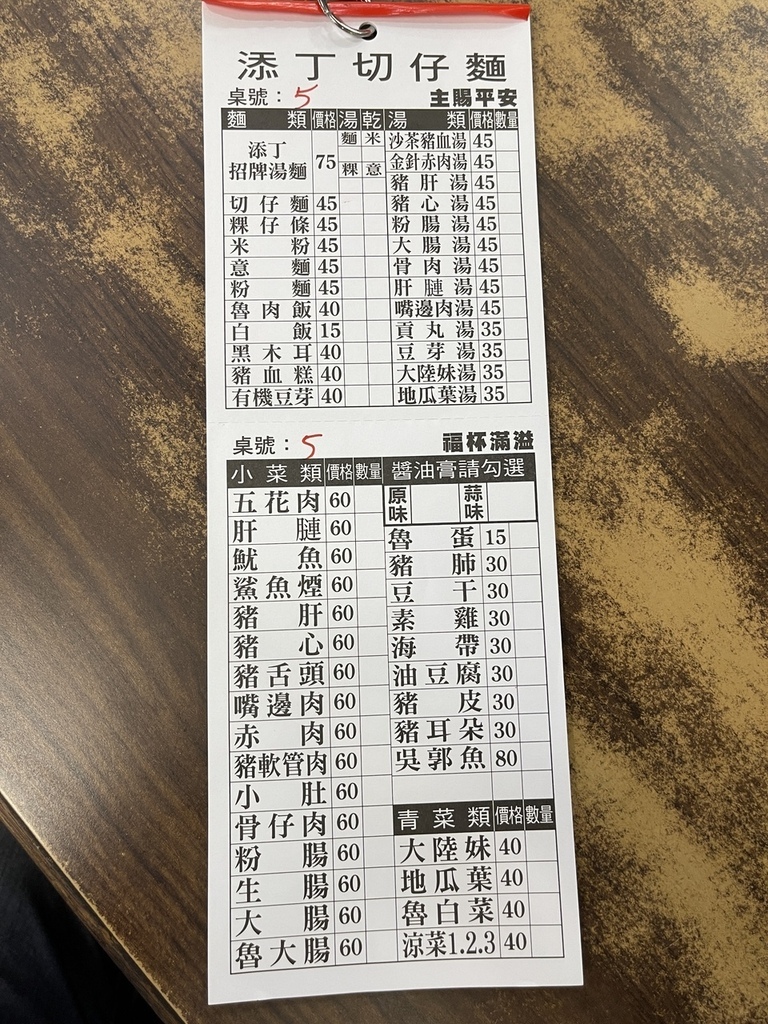 添丁切仔麵
桌號：5 主賜平安
麵類 價格 湯 乾 湯類 價格 數量
添丁招牌湯麵 75 麵 米 粿 意 沙茶豬血湯 45
金針赤肉湯 45
豬肝湯 45
切仔麵 45 豬心湯 45
粿仔條 45 粉腸湯 45
米粉 45 大腸湯 45
意麵 45 骨肉湯 45
粉麵 45 肝膁湯 45
魯肉飯 40 嘴邊肉湯 45
白飯 15 貢丸湯 35
黑木耳 40 豆芽湯 35
豬血糕 40 大陸妹湯 35
有機豆芽 40 地瓜葉湯 35
桌號：5 福杯滿溢
小菜類 價格 數量 醬油膏請勾選
五花肉 60 原味 蒜味
肝膁 60 魯蛋 15
魷魚 60 豬肺 30
鯊魚煙 60 豆干 30
豬肝 60 素雞 30
豬心 60 海帶 30
豬舌頭 60 油豆腐 30
嘴邊肉 60 豬皮 30
赤肉 60 豬耳朵 30
豬軟管肉 60 吳郭魚 80
小肚 60
骨仔肉 60 青菜類 價格 數量
粉腸 60 大陸妹 40
生腸 60 地瓜葉 40
大腸 60 魯白菜 40
魯大腸 60 涼菜1.2.3 40